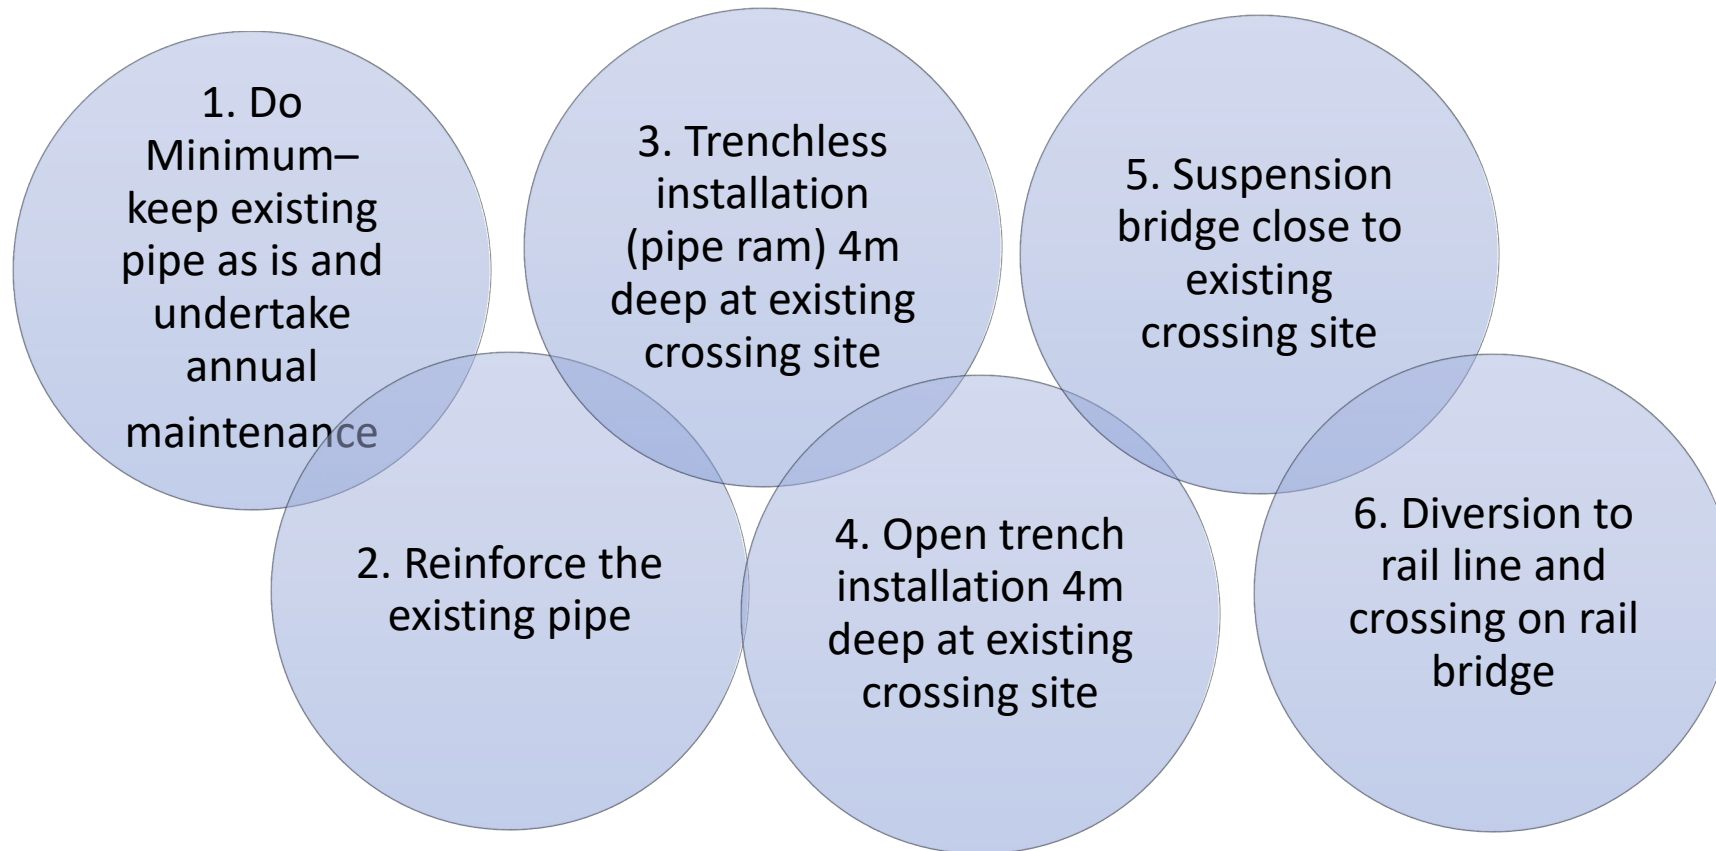 1. Do
Minimum–
keep existing
pipe as is and
undertake
annual
maintenance
2. Reinforce the
existing pipe
3. Trenchless
installation
(pipe ram) 4m
deep at existing
crossing site
4. Open trench
installation 4m
deep at existing
crossing site
5. Suspension
bridge close to
existing
crossing site
6. Diversion to
rail line and
crossing on rail
bridge